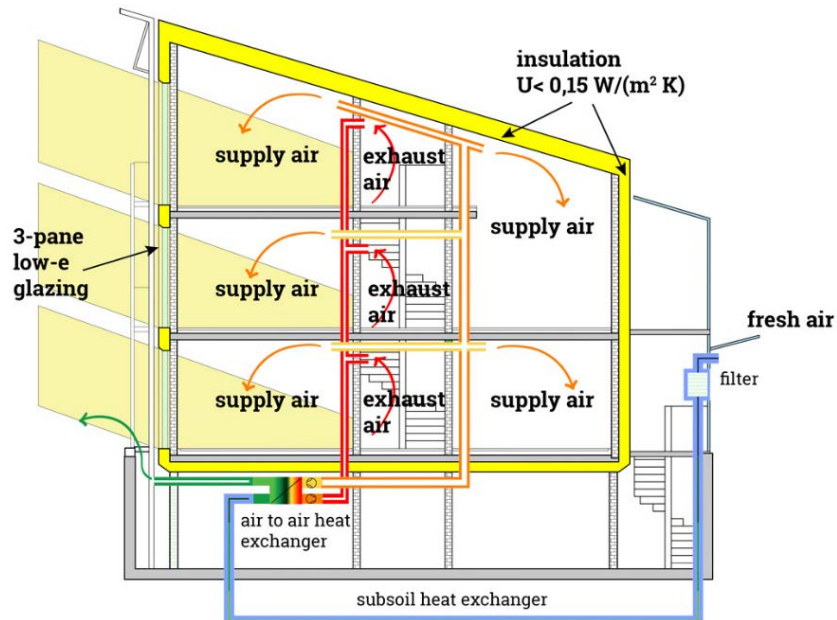 insulation
U< 0,15 W/(m² K)
supply air
exhaust
air
supply air
3-pane
low-e
glazing
supply air
exhaust
air
fresh air
filter
supply air
exhaust
air
supply air
air to air heat
exchanger
subsoil heat exchanger